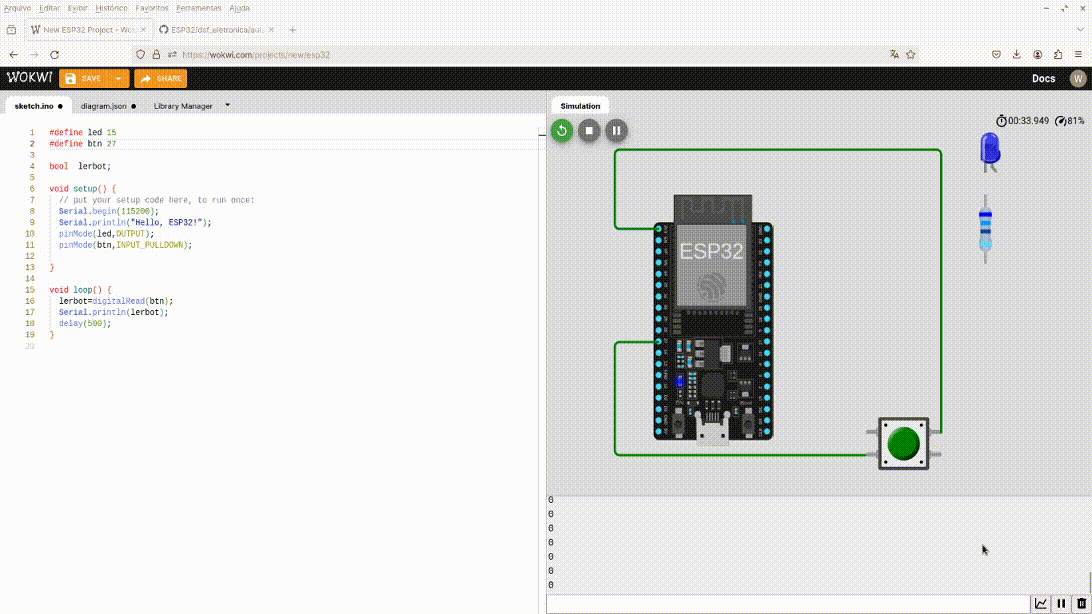 Arquivo Editar Exibir Histórico Favoritos Ferramentas Ajuda
New ESP32 Project - Wo
ESP32/dsf_eletronica/aul
https://wokwi.com/projects/new/esp32
WOKWI SAVE SHARE Docs W
sketch.ino diagram.json Library Manager
Simulation
00:33.949 81%
1 #define led 15
2 #define btn 27
3
4 bool lerbot;
5
6 void setup() {
7 // put your setup code here, to run once:
8 Serial.begin(115200);
9 Serial.println("Hello, ESP32!");
10 pinMode(led,OUTPUT);
11 pinMode(btn,INPUT_PULLDOWN);
12
13 }
14
15 void loop() {
16 lerbot=digitalRead(btn);
17 Serial.println(lerbot);
18 delay(500);
19 }
20
ESP32
0
0
0
0
0
0
0